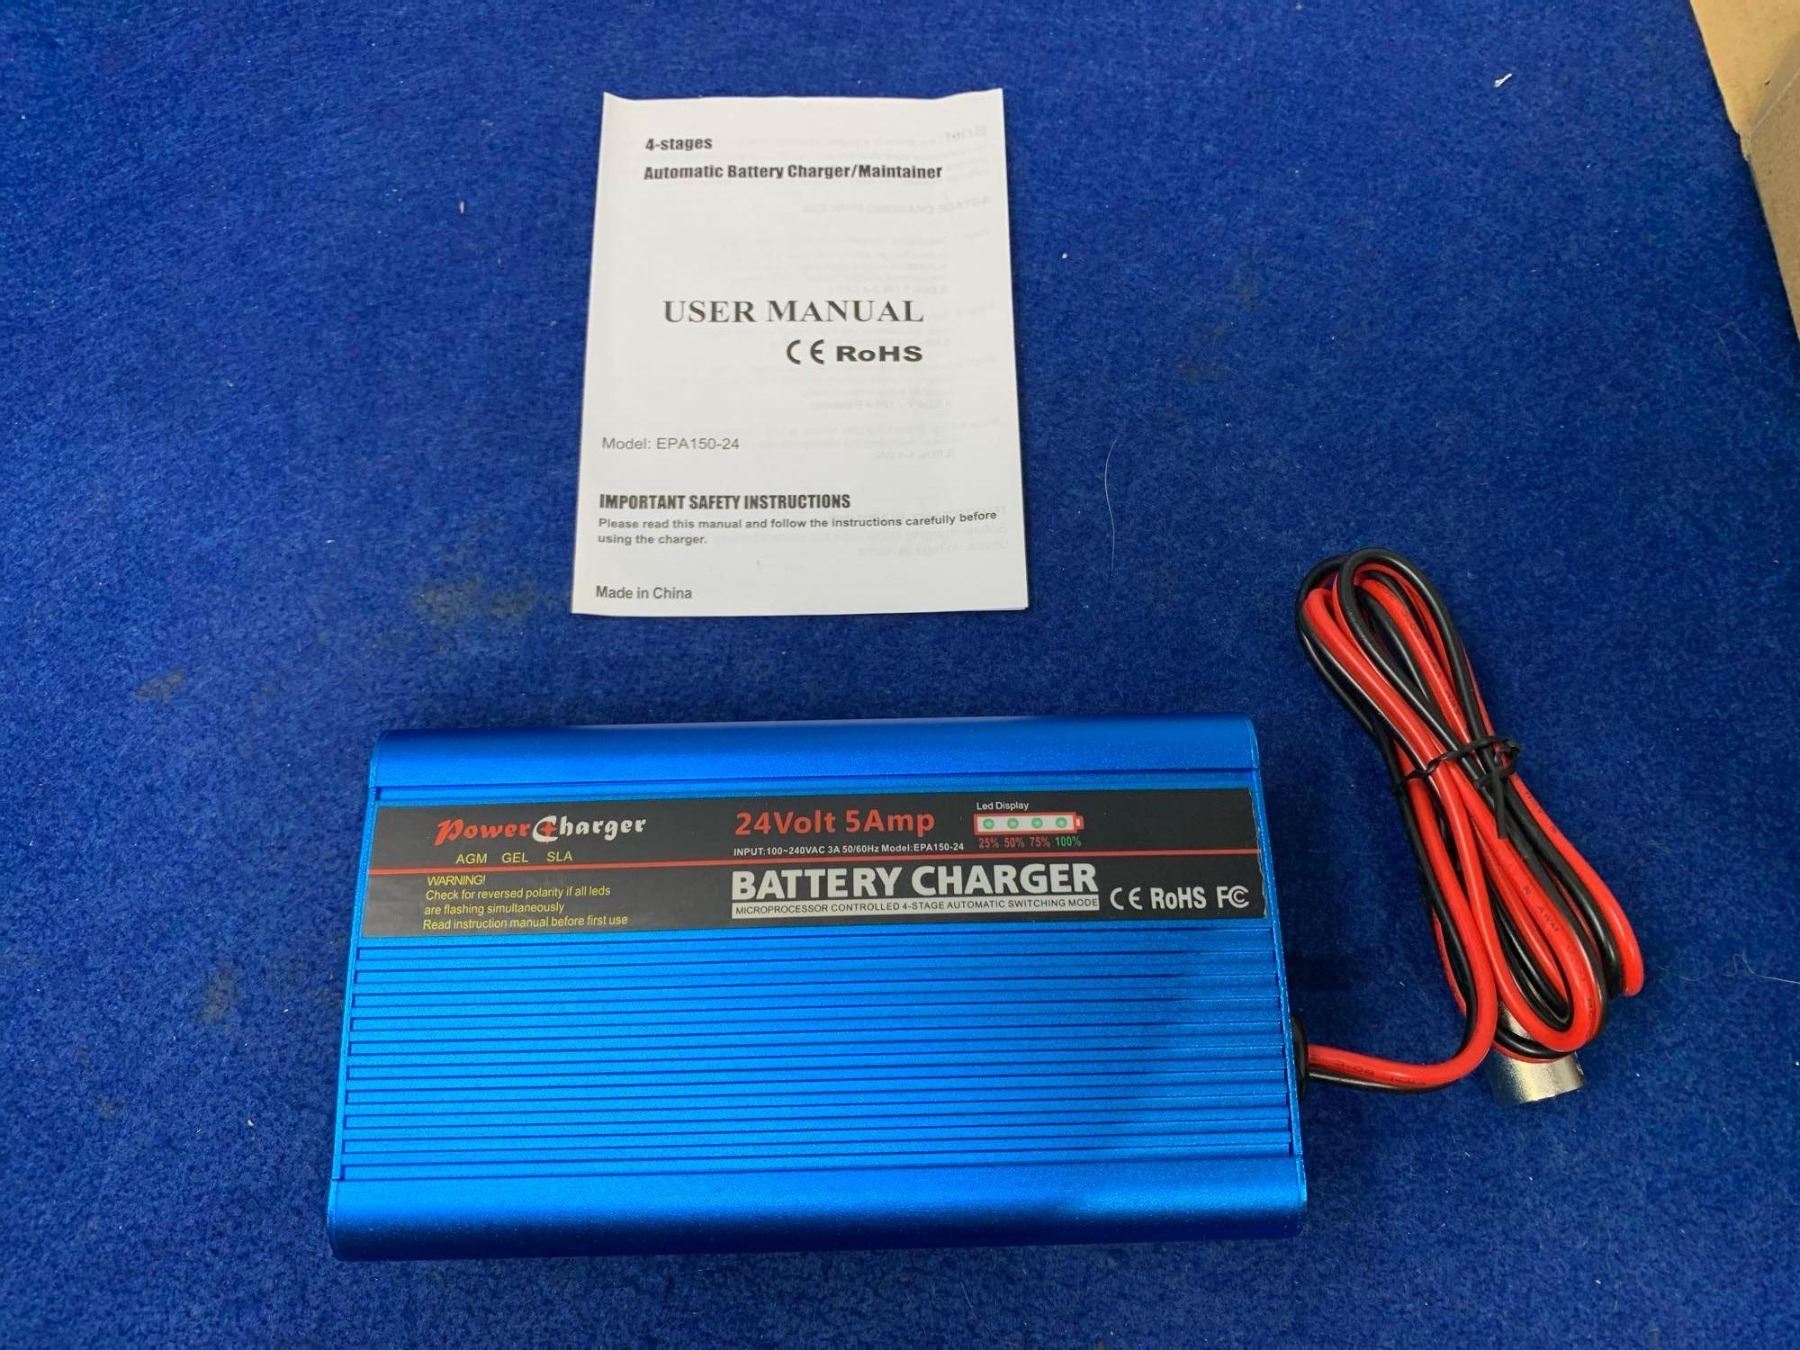 4-stages
Automatic Battery Charger/Maintainer
USER MANUAL
CE RoHS
Model: EPA150-24
IMPORTANT SAFETY INSTRUCTIONS
Please read this manual and follow the instructions carefully before
using the charger.
Made in China
Power Charger
AGM GEL SLA
WARNING!
Check for reversed polarity if all leds
are flashing simultaneously
Read instruction manual before first use
24Volt 5Amp
INPUT:100~240VAC 3A 50/60Hz Model:EPA150-24
Led Display
25% 50% 75% 100%
BATTERY CHARGER
MICROPROCESSOR CONTROLLED 4-STAGE AUTOMATIC SWITCHING MODE
CE RoHS FC